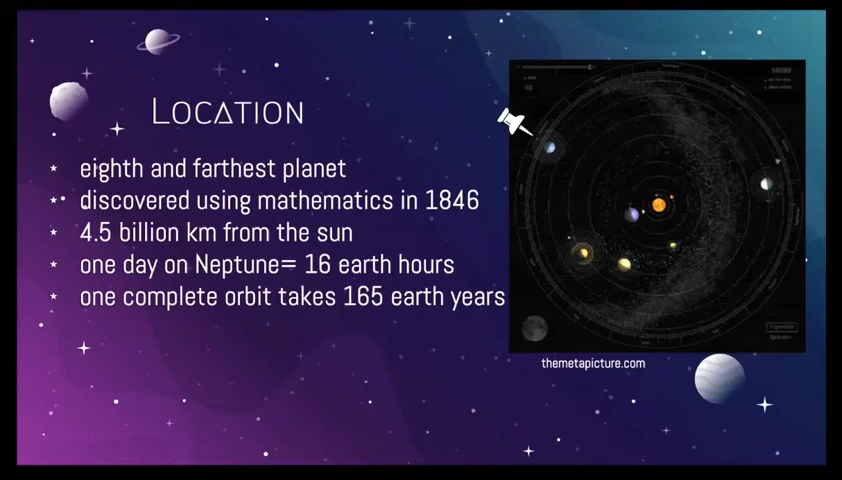 LOCATION
eighth and farthest planet
discovered using mathematics in 1846
4.5 billion km from the sun
one day on Neptune= 16 earth hours
one complete orbit takes 165 earth years
themetapicture.com